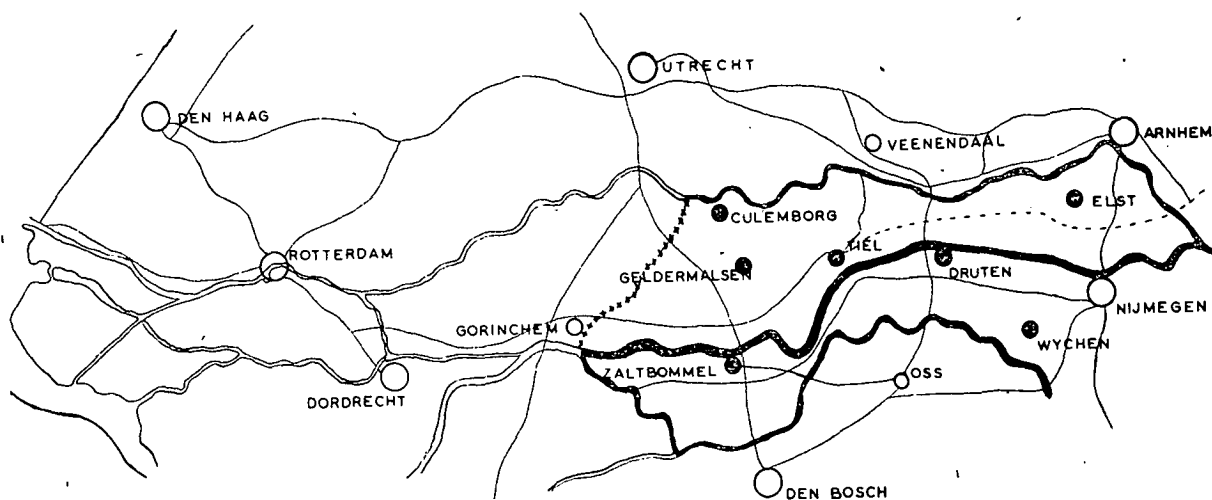 UTRECHT
DEN HAAG
ARNHEM
VEENENDAAL
ELST
CULEMBORG
TIEL
ROTTERDAM
GELDERMALSEN
DRUTEN
NIJMEGEN
GORINCHEM
WYCHEN
ZALTBOMMEL
OSS
DORDRECHT
DEN BOSCH